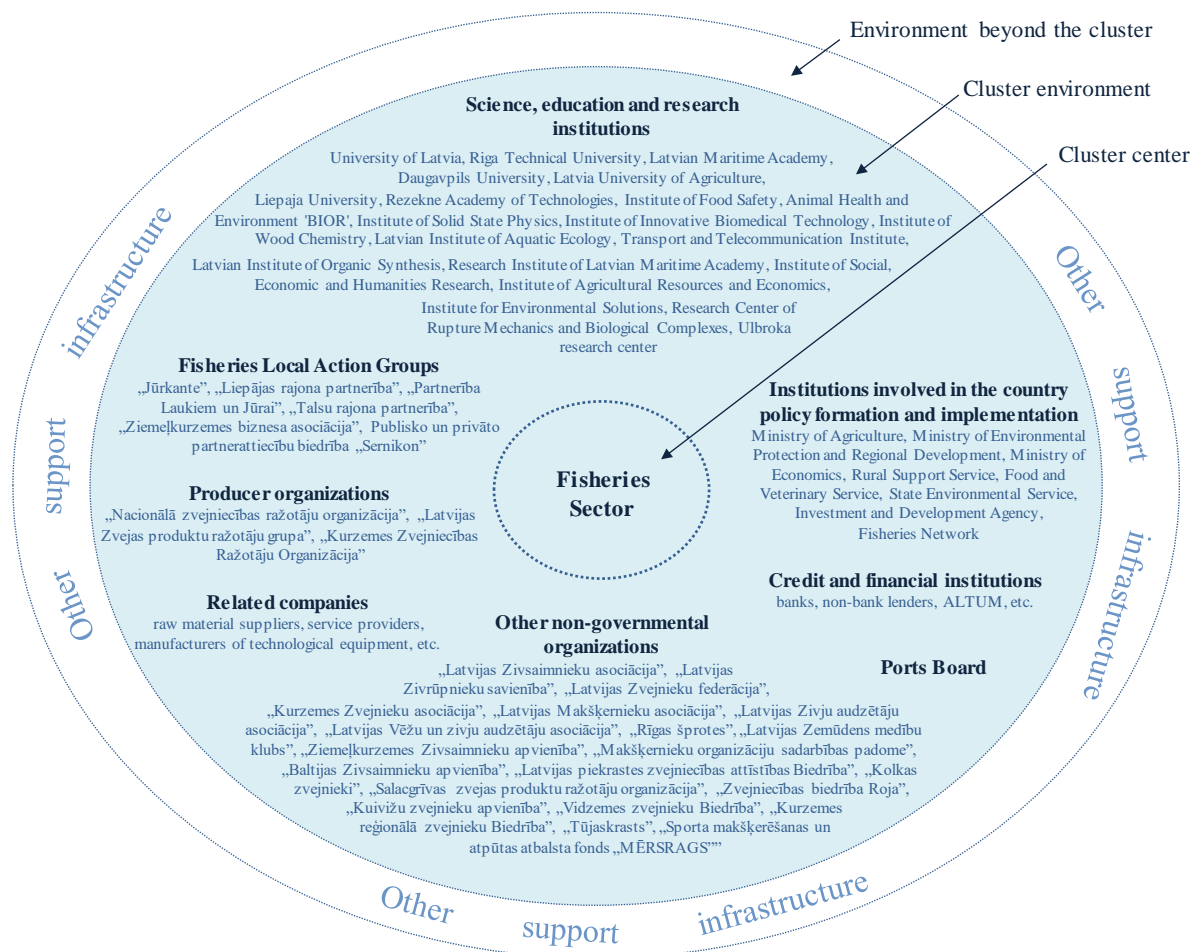 Environment beyond the cluster
Cluster environment
Cluster center
Science, education and research
institutions
University of Latvia, Riga Technical University, Latvian Maritime Academy,
Daugavpils University, Latvia University of Agriculture,
Liepaja University, Rezekne Academy of Technologies, Institute of Food Safety, Animal Health and
Environment 'BIOR', Institute of Solid State Physics, Institute of Innovative Biomedical Technology, Institute of
Wood Chemistry, Latvian Institute of Aquatic Ecology, Transport and Telecommunication Institute,
Latvian Institute of Organic Synthesis, Research Institute of Latvian Maritime Academy, Institute of Social,
Economic and Humanities Research, Institute of Agricultural Resources and Economics,
Institute for Environmental Solutions, Research Center of
Rupture Mechanics and Biological Complexes, Ulbroka
research center
Fisheries Local Action Groups
„Jūrkante”, „Liepājas rajona partnerība”, „Partnerība
Laukiem un Jūrai”, „Talsu rajona partnerība”,
„Ziemeļkurzemes biznesa asociācija”, Publisko un privāto
partnerattiecību biedrība „Sernikon”
Institutions involved in the country
policy formation and implementation
Ministry of Agriculture, Ministry of Environmental
Protection and Regional Development, Ministry of
Economics, Rural Support Service, Food and
Veterinary Service, State Environmental Service,
Investment and Development Agency,
Fisheries Network
Fisheries
Sector
Producer organizations
„Nacionālā zvejniecības ražotāju organizācija”, „Latvijas
Zvejas produktu ražotāju grupa”, „Kurzemes Zvejniecības
Ražotāju Organizācija”
Credit and financial institutions
banks, non-bank lenders, ALTUM, etc.
Related companies
raw material suppliers, service providers,
manufacturers of technological equipment, etc.
Ports Board
Other non-governmental
organizations
„Latvijas Zivsaimnieku asociācija”, „Latvijas
Zivrūpnieku savienība”, „Latvijas Zvejnieku federācija”,
„Kurzemes Zvejnieku asociācija”, „Latvijas Makšķernieku asociācija”, „Latvijas Zivju audzētāju
asociācija”, „Latvijas Vēžu un zivju audzētāju asociācija”, „Rīgas šprotes”, „Latvijas Zemūdens medību
klubs”, „Ziemeļkurzemes Zivsaimnieku apvienība”, „Makšķernieku organizāciju sadarbības padome”,
„Baltijas Zivsaimnieku apvienība”, „Latvijas piekrastes zvejniecības attīstības Biedrība”, „Kolkas
zvejnieki”, „Salacgrīvas zvejas produktu ražotāju organizācija”, „Zvejniecības biedrība Roja”,
„Kuivižu zvejnieku apvienība”, „Vidzemes zvejnieku Biedrība”, „Kurzemes
reģionālā zvejnieku Biedrība”, „Tūjaskrasts”, „Sporta makšķerēšanas un
atpūtas atbalsta fonds „MĒRSRAGS””
Other support infrastructure
Other support infrastructure
Other support infrastructure